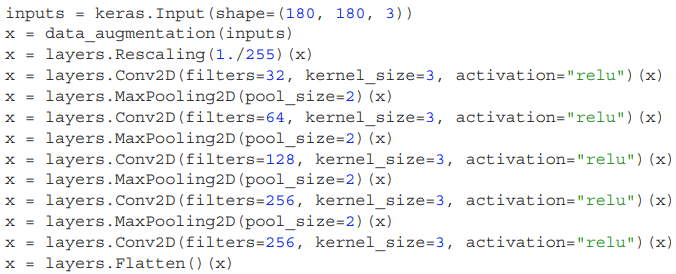 inputs = keras.Input(shape=(180, 180, 3))
x = data_augmentation(inputs)
x = layers.Rescaling(1./255)(x)
x = layers.Conv2D(filters=32, kernel_size=3, activation="relu")(x)
x = layers.MaxPooling2D(pool_size=2)(x)
x = layers.Conv2D(filters=64, kernel_size=3, activation="relu")(x)
x = layers.MaxPooling2D(pool_size=2)(x)
x = layers.Conv2D(filters=128, kernel_size=3, activation="relu")(x)
x = layers.MaxPooling2D(pool_size=2)(x)
x = layers.Conv2D(filters=256, kernel_size=3, activation="relu")(x)
x = layers.MaxPooling2D(pool_size=2)(x)
x = layers.Conv2D(filters=256, kernel_size=3, activation="relu")(x)
x = layers.Flatten()(x)